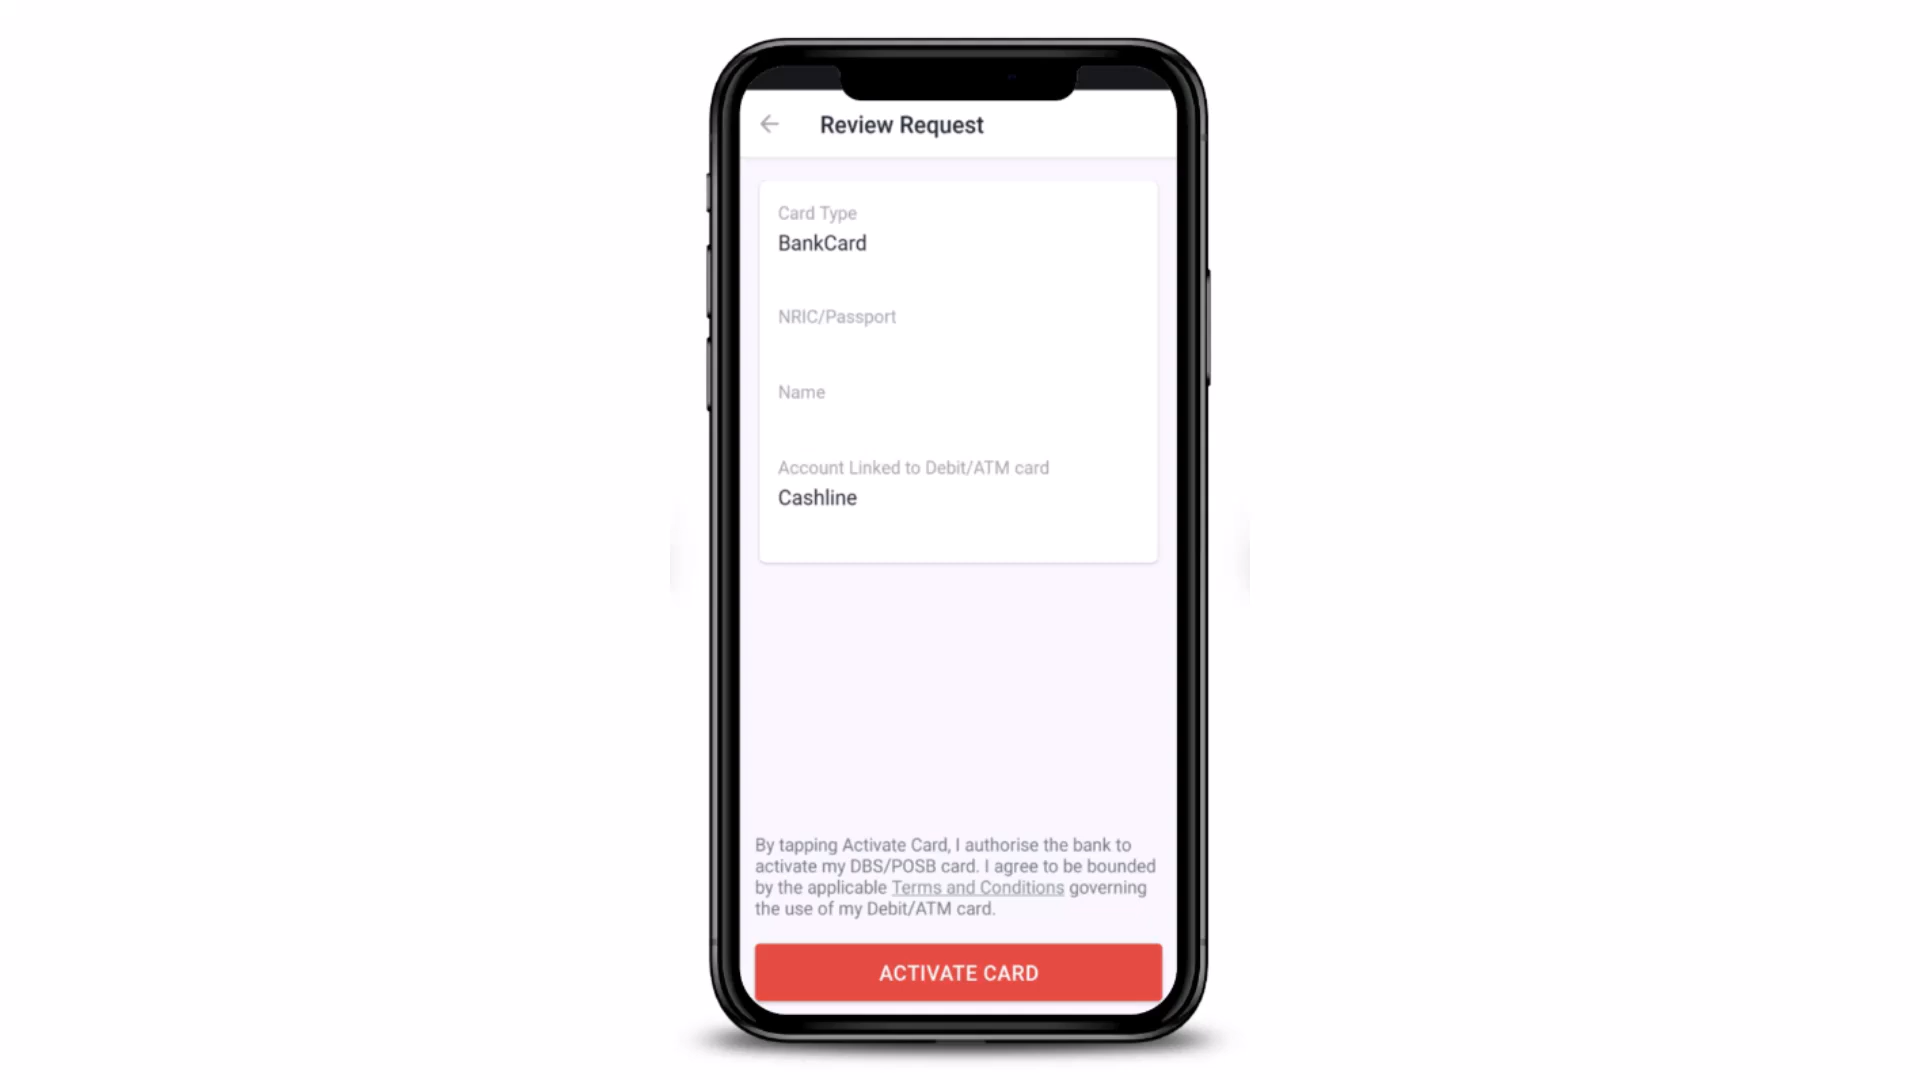 Review Request
Card Type
BankCard
NRIC/Passport
Name
Account Linked to Debit/ATM card
Cashline
By tapping Activate Card, I authorise the bank to
activate my DBS/POSB card. I agree to be bounded
by the applicable Terms and Conditions governing
the use of my Debit/ATM card.
ACTIVATE CARD